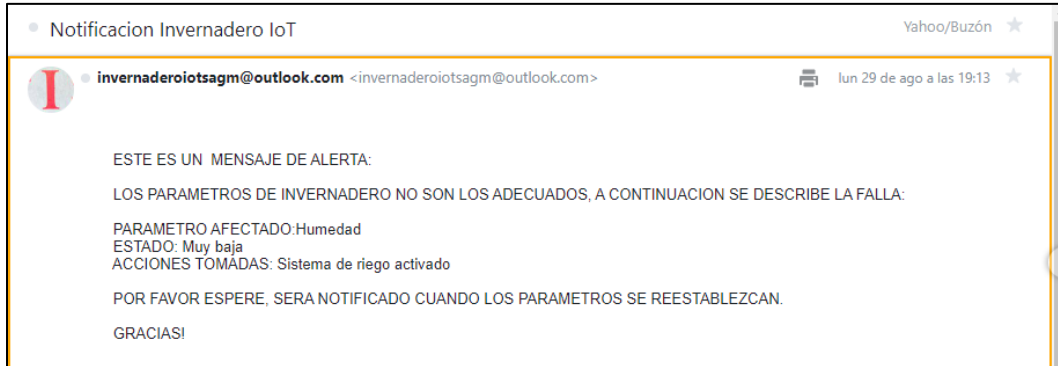 Notificacion Invernadero IoT
Yahoo/Buzón
I
invernaderoiotsagm@outlook.com <invernaderoiotsagm@outlook.com>
lun 29 de ago a las 19:13
ESTE ES UN MENSAJE DE ALERTA:
LOS PARAMETROS DE INVERNADERO NO SON LOS ADECUADOS, A CONTINUACION SE DESCRIBE LA FALLA:
PARAMETRO AFECTADO:Humedad
ESTADO: Muy baja
ACCIONES TOMADAS: Sistema de riego activado
POR FAVOR ESPERE, SERA NOTIFICADO CUANDO LOS PARAMETROS SE REESTABLEZCAN.
GRACIAS!